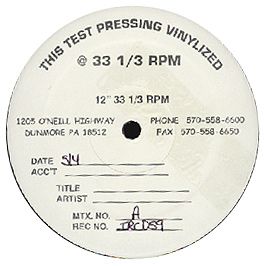 THIS TEST PRESSING VINYLIZED
@ 33 1/3 RPM
12" 33 1/3 RPM
1205 O'NEILL HIGHWAY PHONE 570-558-6600
DUNMORE PA 18512 FAX 570-558-6650
DATE 5/4
ACC'T
TITLE
ARTIST
MTX. NO. A
REC NO.